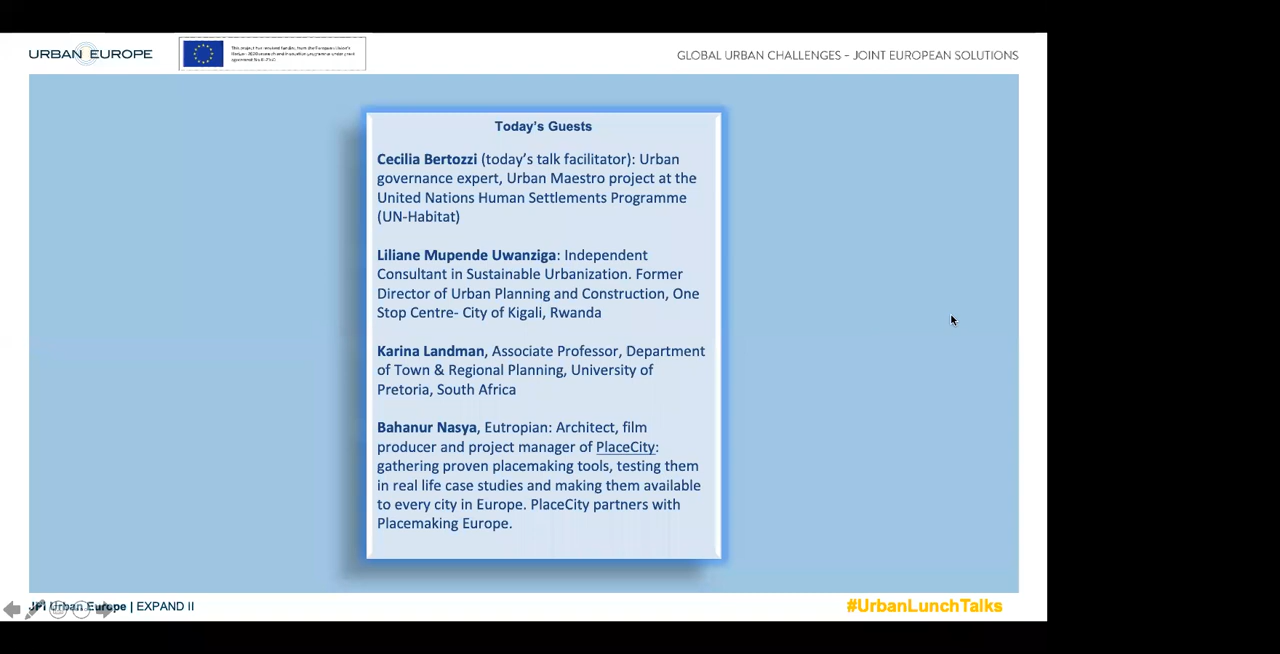 URBAN EUROPE
GLOBAL URBAN CHALLENGES – JOINT EUROPEAN SOLUTIONS
Today's Guests
Cecilia Bertozzi (today's talk facilitator): Urban
governance expert, Urban Maestro project at the
United Nations Human Settlements Programme
(UN-Habitat)
Liliane Mupende Uwanziga: Independent
Consultant in Sustainable Urbanization. Former
Director of Urban Planning and Construction, One
Stop Centre- City of Kigali, Rwanda
Karina Landman, Associate Professor, Department
of Town & Regional Planning, University of
Pretoria, South Africa
Bahanur Nasya, Eutropian: Architect, film
producer and project manager of PlaceCity:
gathering proven placemaking tools, testing them
in real life case studies and making them available
to every city in Europe. PlaceCity partners with
Placemaking Europe.
JPI Urban Europe | EXPAND II
#UrbanLunchTalks